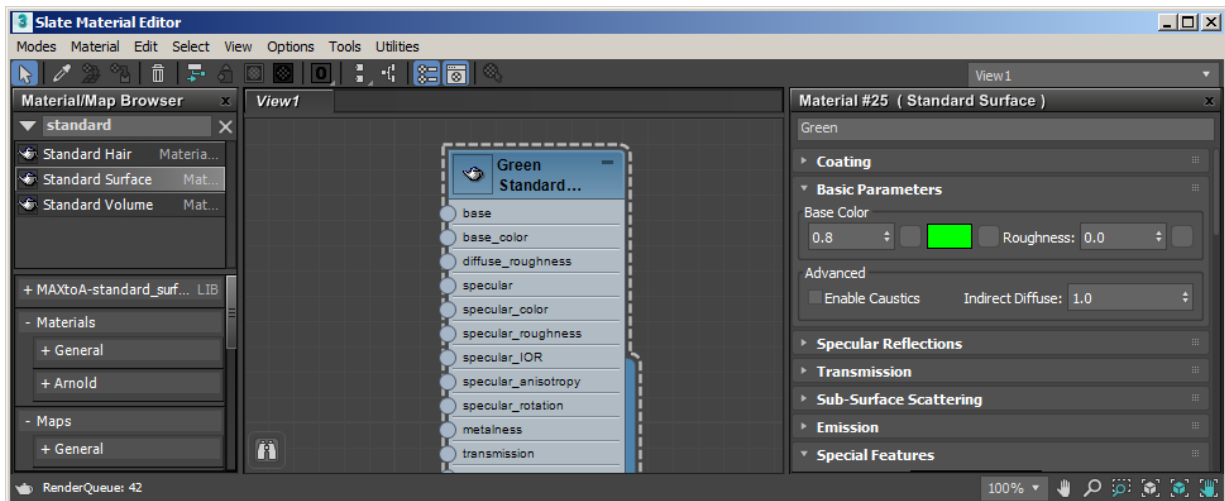 3 Slate Material Editor
Modes Material Edit Select View Options Tools Utilities
0
View1
Material/Map Browser x
standard
Standard Hair Materia...
Standard Surface Mat...
Standard Volume Mat...
+ MAXtoA-standard_surf... LIB
- Materials
+ General
+ Arnold
- Maps
+ General
View1
Green
Standard...
base
base_color
diffuse_roughness
specular
specular_color
specular_roughness
specular_IOR
specular_anisotropy
specular_rotation
metalness
transmission
Material #25 ( Standard Surface ) x
Green
Coating
Basic Parameters
Base Color
0.8 Roughness: 0.0
Advanced
Enable Caustics Indirect Diffuse: 1.0
Specular Reflections
Transmission
Sub-Surface Scattering
Emission
Special Features
RenderQueue: 42
100%